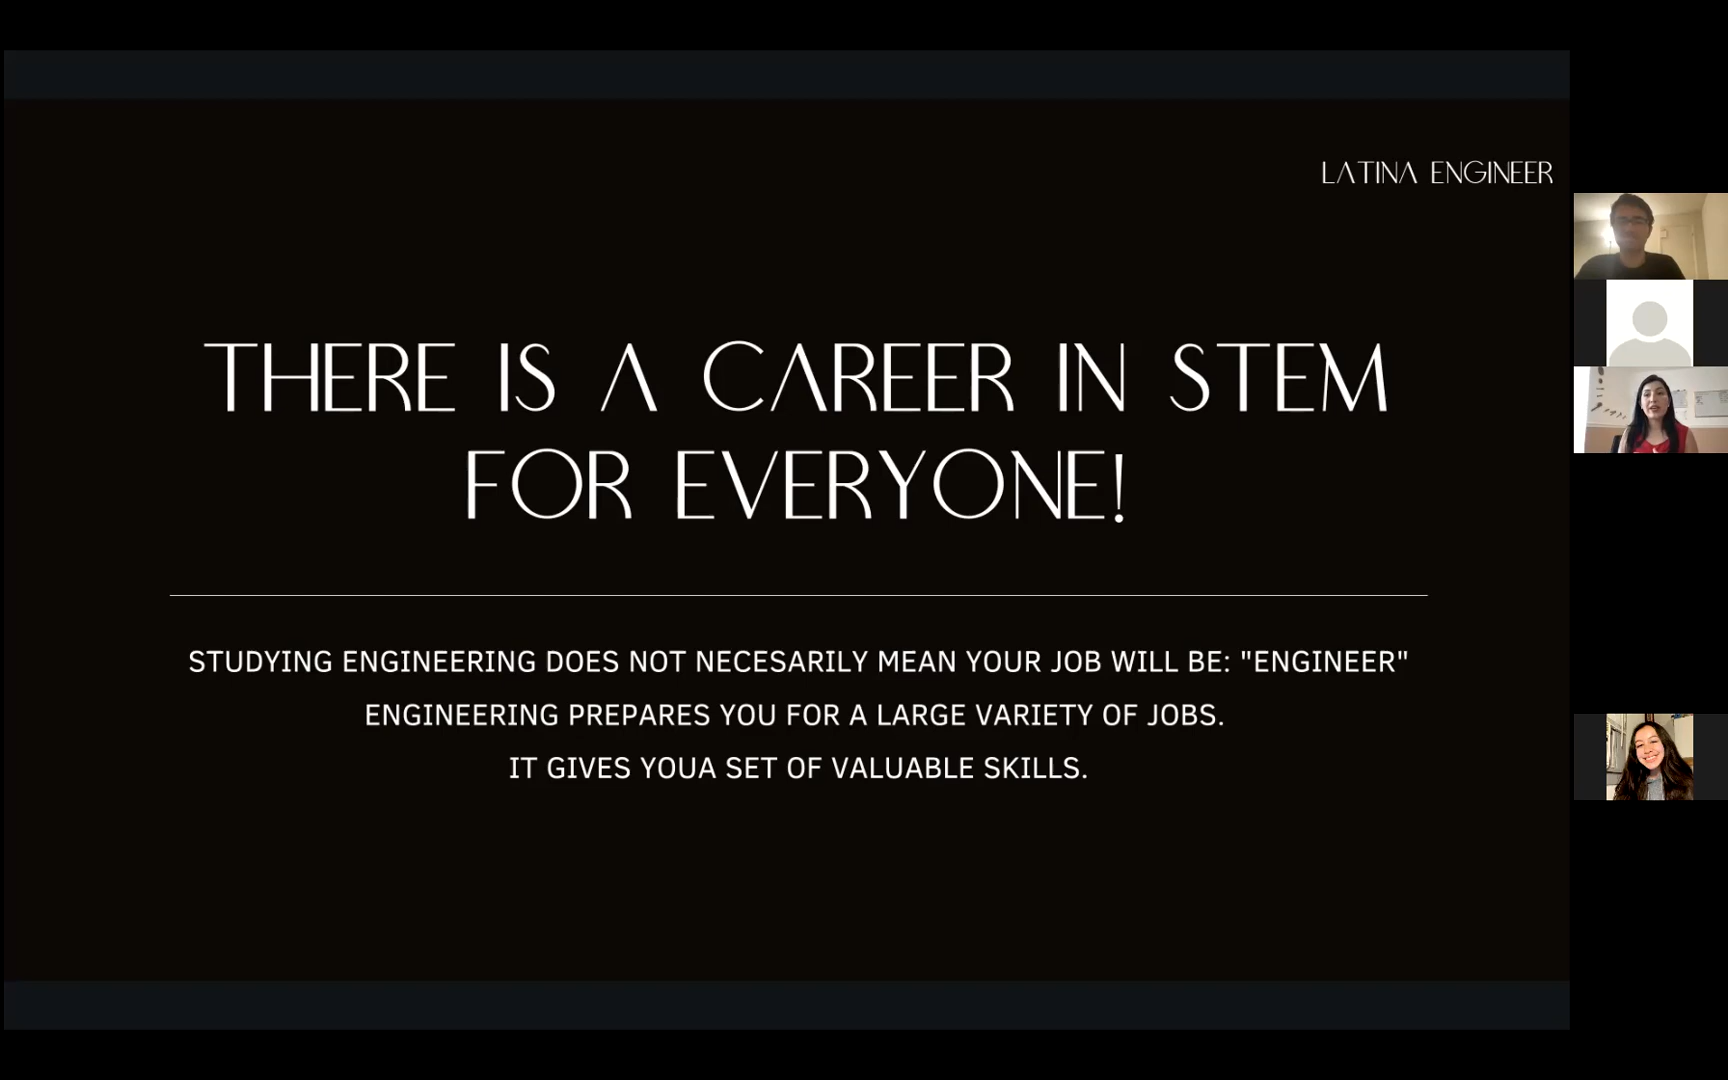 LATINA ENGINEER
THERE IS A CAREER IN STEM
FOR EVERYONE!
STUDYING ENGINEERING DOES NOT NECESARILY MEAN YOUR JOB WILL BE: "ENGINEER"
ENGINEERING PREPARES YOU FOR A LARGE VARIETY OF JOBS.
IT GIVES YOUA SET OF VALUABLE SKILLS.